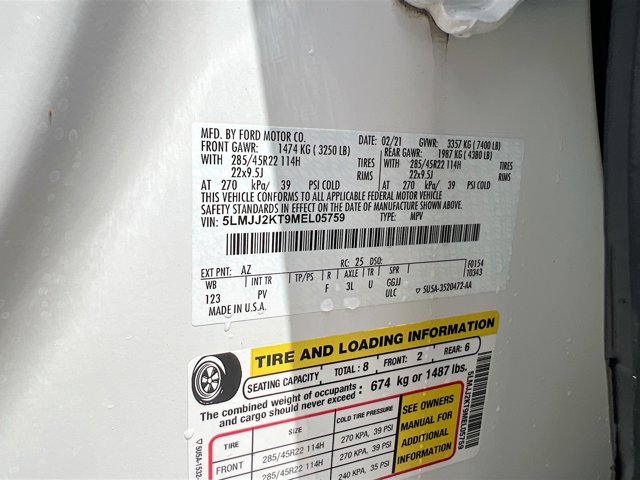 MFD. BY FORD MOTOR CO.
DATE: 02/21 GVWR: 3357 KG (7400 LB)
FRONT GAWR: 1474 KG (3250 LB) REAR GAWR: 1987 KG (4380 LB)
WITH 285/45R22 114H TIRES WITH 285/45R22 114H TIRES
22x9.5J RIMS 22x9.5J RIMS
AT 270 kPa/ 39 PSI COLD AT 270 kPa/ 39 PSI COLD
THIS VEHICLE CONFORMS TO ALL APPLICABLE FEDERAL MOTOR VEHICLE
SAFETY STANDARDS IN EFFECT ON THE DATE OF MANUFACTURE SHOWN ABOVE.
VIN: 5LMJJ2KT9MEL05759 TYPE: MPV
EXT PNT: AZ RC: 25 DSO: F0154
WB INT TR TP/PS R AXLE TR SPR 10343
123 PV F 3L U GGJJ
MADE IN U.S.A. ULC 5U5A-3520472-AA
TIRE AND LOADING INFORMATION
SEATING CAPACITY TOTAL: 8 FRONT: 2 REAR: 6
The combined weight of occupants and cargo should never exceed: 674 kg or 1487 lbs.
TIRE SIZE COLD TIRE PRESSURE
FRONT 285/45R22 114H 270 KPA, 39 PSI
285/45R22 114H 270 KPA, 39 PSI
240 KPA, 35 PSI
SEE OWNERS
MANUAL FOR
ADDITIONAL
INFORMATION
5LMJJ2KT9MEL05759